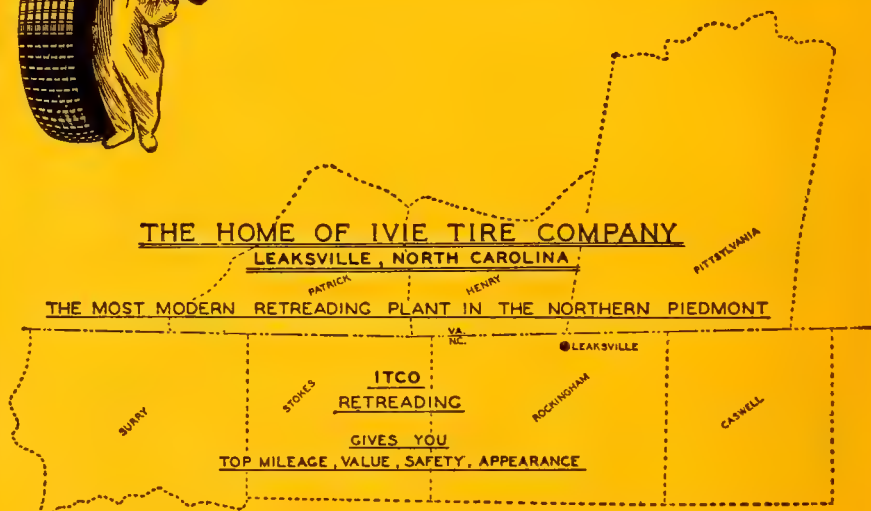 THE HOME OF IVIE TIRE COMPANY
LEAKSVILLE, NORTH CAROLINA
PITTSYLVANIA
PATRICK
HENRY
THE MOST MODERN RETREADING PLANT IN THE NORTHERN PIEDMONT
VA.
NC.
LEAKSVILLE
SURRY
STOKES
ITCO
RETREADING
ROCKINGHAM
CASWELL
GIVES YOU
TOP MILEAGE, VALUE, SAFETY, APPEARANCE